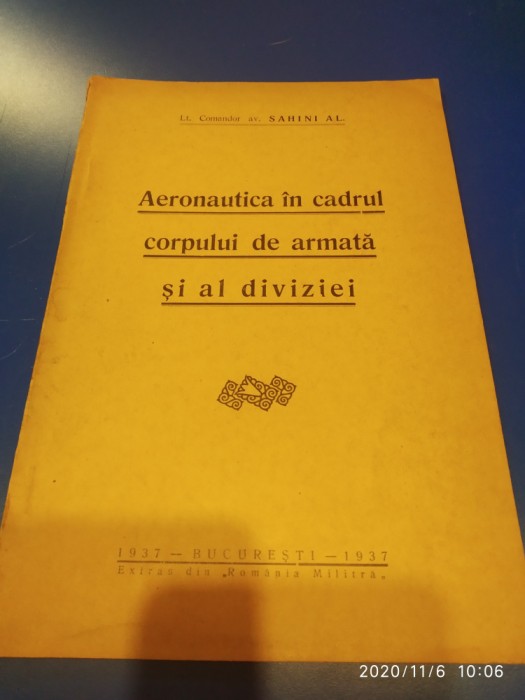 Lt. Comandor av. SAHINI AL.
Aeronautica în cadrul
corpului de armată
și al diviziei
1937 — BUCUREȘTI — 1937
Extras din „Romănia Militră„
2020/11/6 10:06